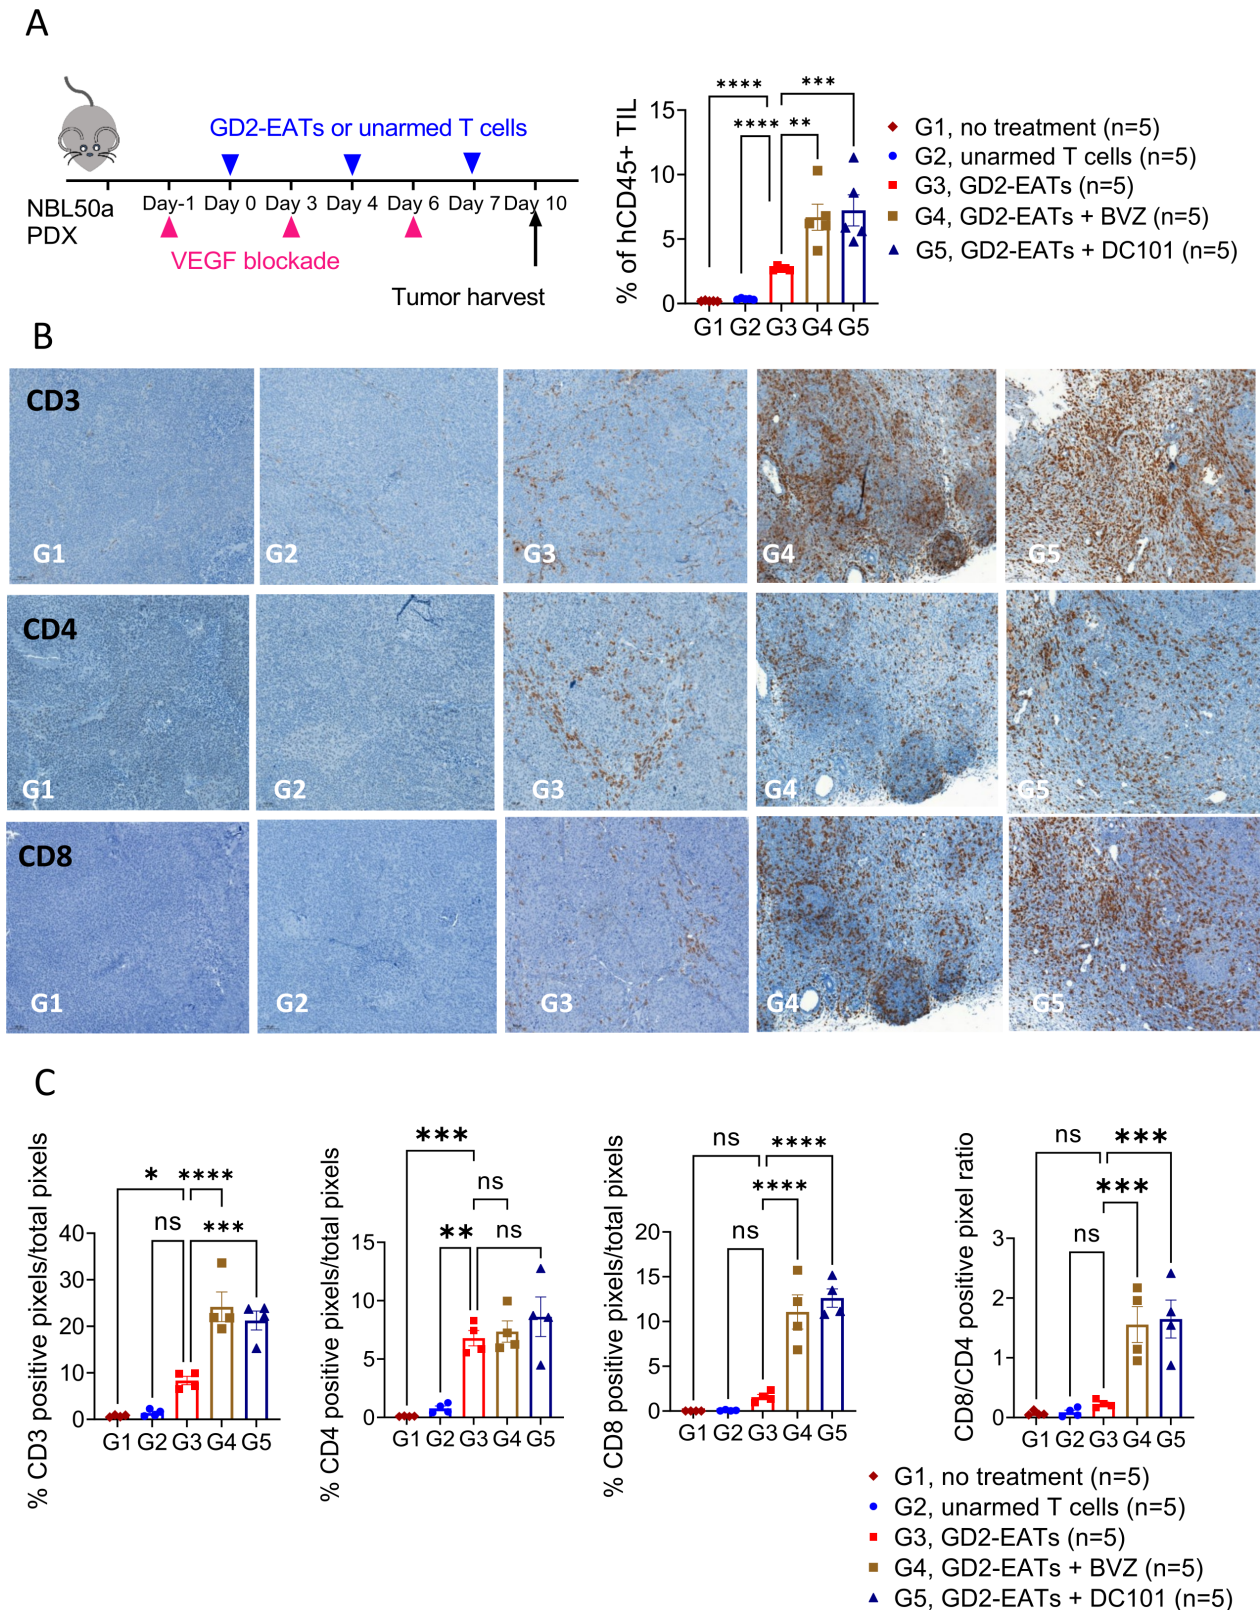 A
GD2-EATs or unarmed T cells
NBL50a
PDX
Day-1 Day 0 Day 3 Day 4 Day 6 Day 7 Day 10
VEGF blockade
Tumor harvest
% of hCD45+ TIL
15
10
5
0
**** ***
**** **
G1 G2 G3 G4 G5
G1, no treatment (n=5)
G2, unarmed T cells (n=5)
G3, GD2-EATs (n=5)
G4, GD2-EATs + BVZ (n=5)
G5, GD2-EATs + DC101 (n=5)
B
CD3
G1 G2 G3 G4 G5
CD4
G1 G2 G3 G4 G5
CD8
G1 G2 G3 G4 G5
C
% CD3 positive pixels/total pixels
40
30
20
10
0
* ****
ns ***
G1 G2 G3 G4 G5
% CD4 positive pixels/total pixels
15
10
5
0
***
ns
** ns
G1 G2 G3 G4 G5
% CD8 positive pixels/total pixels
20
15
10
5
0
ns ****
****
ns
G1 G2 G3 G4 G5
CD8/CD4 positive pixel ratio
3
2
1
0
ns ***
***
ns
G1 G2 G3 G4 G5
G1, no treatment (n=5)
G2, unarmed T cells (n=5)
G3, GD2-EATs (n=5)
G4, GD2-EATs + BVZ (n=5)
G5, GD2-EATs + DC101 (n=5)